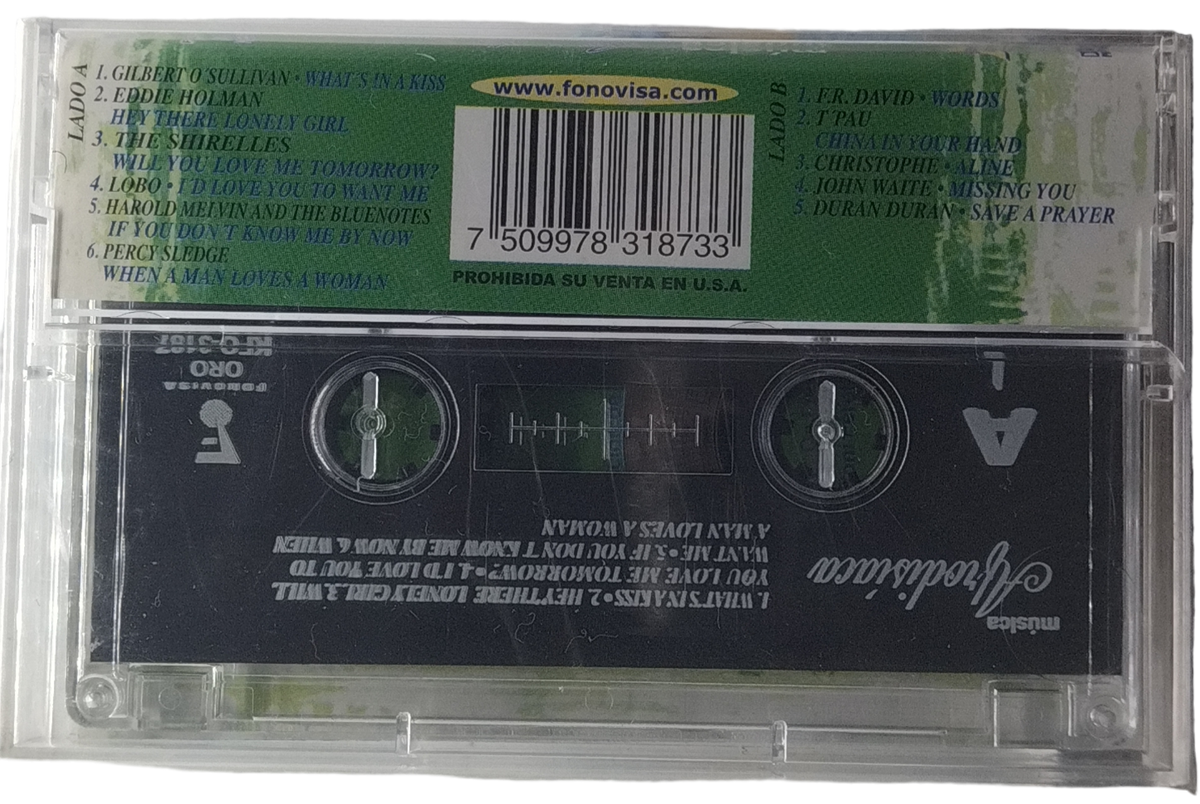 LADO A
1. GILBERT O'SULLIVAN • WHAT'S IN A KISS
2. EDDIE HOLMAN
HEY THERE LONELY GIRL
3. THE SHIRELLES
WILL YOU LOVE ME TOMORROW?
4. LOBO • I'D LOVE YOU TO WANT ME
5. HAROLD MELVIN AND THE BLUENOTES
IF YOU DON'T KNOW ME BY NOW
6. PERCY SLEDGE
WHEN A MAN LOVES A WOMAN
www.fonovisa.com
7 509978 318733
PROHIBIDA SU VENTA EN U.S.A.
LADO B
1. F.R. DAVID • WORDS
2. T'PAU
CHINA IN YOUR HAND
3. CHRISTOPHE • ALINE
4. JOHN WAITE • MISSING YOU
5. DURAN DURAN • SAVE A PRAYER
música
Afrodisíaca
1. WHAT'S IN A KISS • 2. HEY THERE LONELY GIRL 3. WILL
YOU LOVE ME TOMORROW? • 4. I'D LOVE YOU TO
WANT ME • 5. IF YOU DON'T KNOW ME BY NOW 6. WHEN
A MAN LOVES A WOMAN
A
F
FONOVISA
ORO